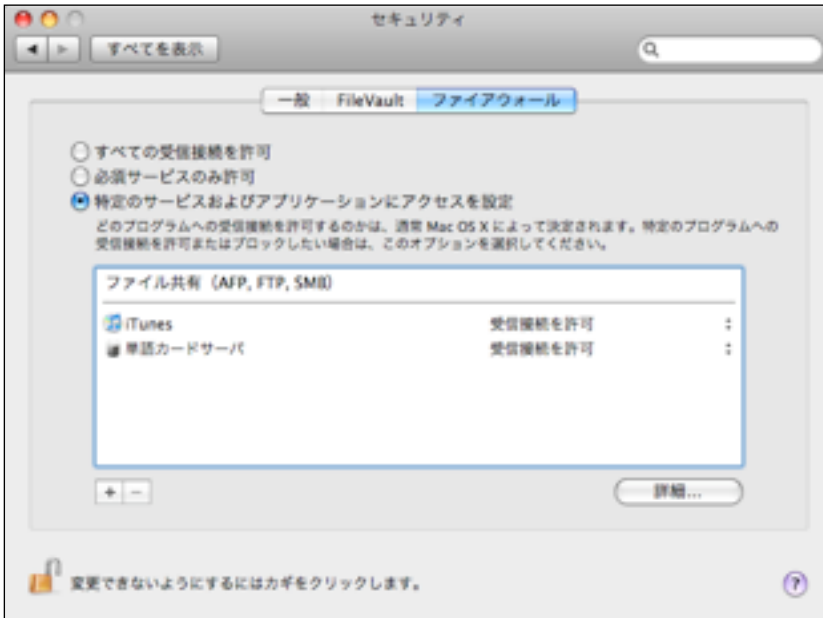 セキュリティ
すべてを表示
一般 FileVault ファイアウォール
すべての受信接続を許可
必須サービスのみ許可
特定のサービスおよびアプリケーションにアクセスを設定
どのプログラムへの受信接続を許可するのかは、通常 Mac OS X によって決定されます。特定のプログラムへの
受信接続を許可またはブロックしたい場合は、このオプションを選択してください。
ファイル共有（AFP, FTP, SMB）
iTunes 受信接続を許可
単語カードサーバ 受信接続を許可
+ −
詳細...
変更できないようにするにはカギをクリックします。
?